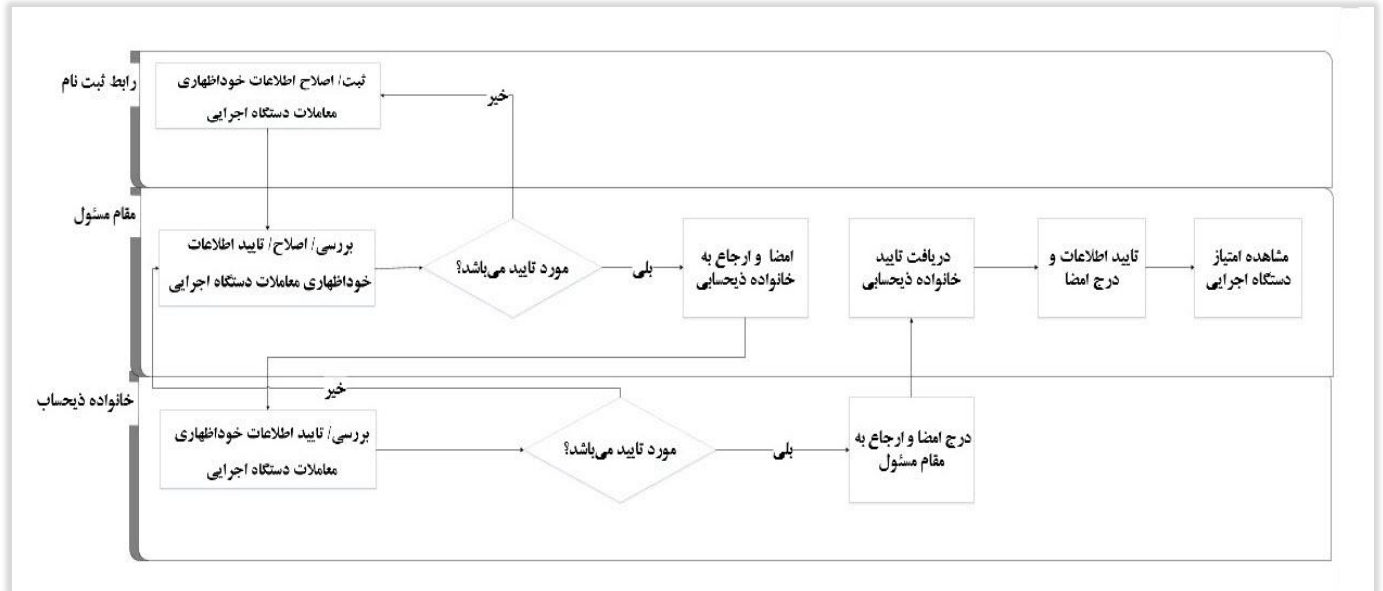 رابط ثبت نام
ثبت/ اصلاح اطلاعات خوداظهاری
معاملات دستگاه اجرایی
خیر
مقام مسئول
بررسی/ اصلاح/ تایید اطلاعات
خوداظهاری معاملات دستگاه اجرایی
مورد تایید می‌باشد؟
بلی
امضا و ارجاع به
خانواده ذیحسابی
دریافت تایید
خانواده ذیحسابی
تایید اطلاعات و
درج امضا
مشاهده امتیاز
دستگاه اجرایی
خانواده ذیحساب
خیر
بررسی/ تایید اطلاعات خوداظهاری
معاملات دستگاه اجرایی
مورد تایید می‌باشد؟
بلی
درج امضا و ارجاع به
مقام مسئول